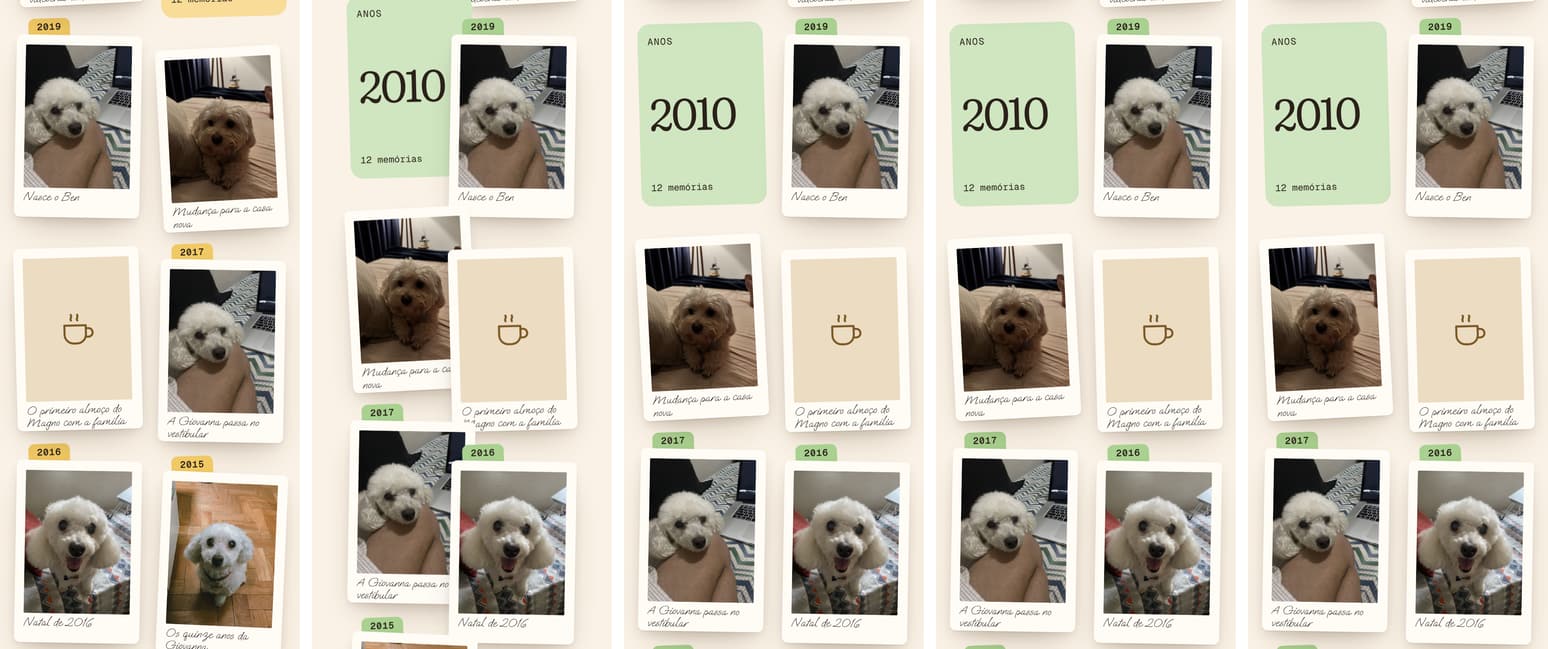 12 memórias
2019
Nasce o Ben
Mudança para a casa
nova
O primeiro almoço do
Magno com a família
2017
A Giovanna passa no
vestibular
2016
Natal de 2016
2015
Os quinze anos da
Giovanna
ANOS
2010
12 memórias
2019
Nasce o Ben
Mudança para a ca
nova
O primeiro almoço do
Magno com a família
2017
A Giovanna passa no
vestibular
2016
Natal de 2016
2015
ANOS
2010
12 memórias
2019
Nasce o Ben
Mudança para a casa
nova
O primeiro almoço do
Magno com a família
2017
A Giovanna passa no
vestibular
2016
Natal de 2016
ANOS
2010
12 memórias
2019
Nasce o Ben
Mudança para a casa
nova
O primeiro almoço do
Magno com a família
2017
A Giovanna passa no
vestibular
2016
Natal de 2016
ANOS
2010
12 memórias
2019
Nasce o Ben
Mudança para a casa
nova
O primeiro almoço do
Magno com a família
2017
A Giovanna passa no
vestibular
2016
Natal de 2016